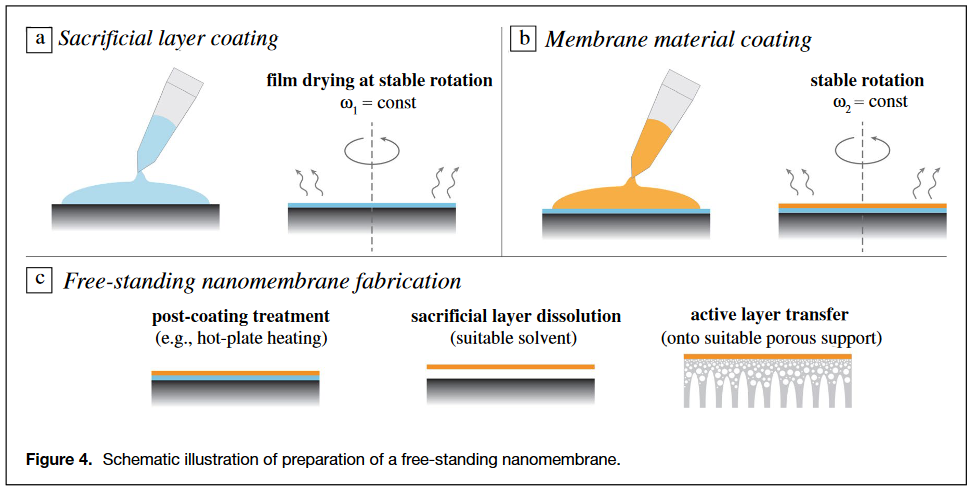 a Sacrificial layer coating
film drying at stable rotation
ω1 = const
b Membrane material coating
stable rotation
ω2 = const
c Free-standing nanomembrane fabrication
post-coating treatment
(e.g., hot-plate heating)
sacrificial layer dissolution
(suitable solvent)
active layer transfer
(onto suitable porous support)
Figure 4. Schematic illustration of preparation of a free-standing nanomembrane.